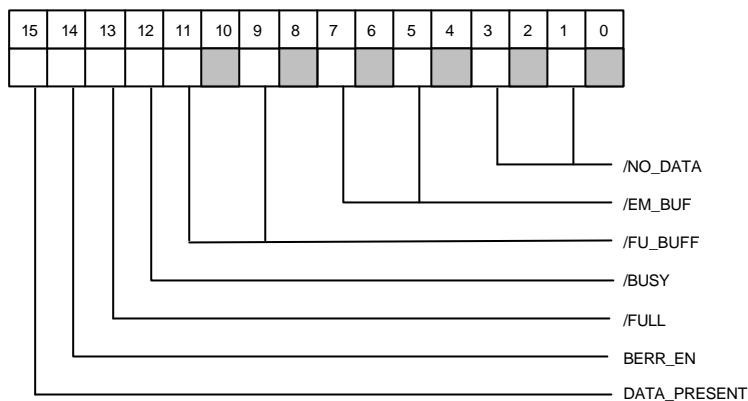 15 14 13 12 11 10 9 8 7 6 5 4 3 2 1 0
/NO_DATA
/EM_BUF
/FU_BUFF
/BUSY
/FULL
BERR_EN
DATA_PRESENT